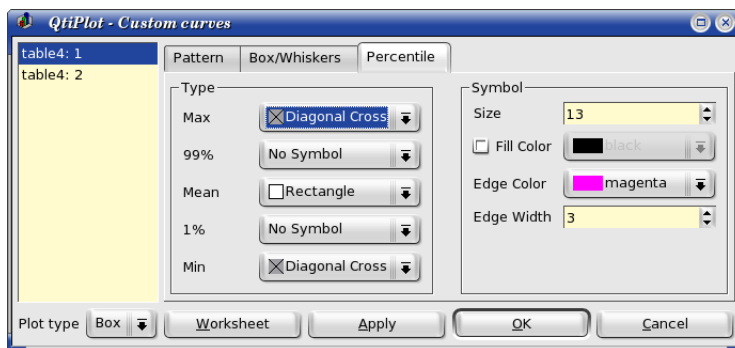 QtiPlot - Custom curves
table4: 1
table4: 2
Pattern Box/Whiskers Percentile
Type
Max Diagonal Cross
99% No Symbol
Mean Rectangle
1% No Symbol
Min Diagonal Cross
Symbol
Size 13
Fill Color black
Edge Color magenta
Edge Width 3
Plot type Box Worksheet Apply OK Cancel